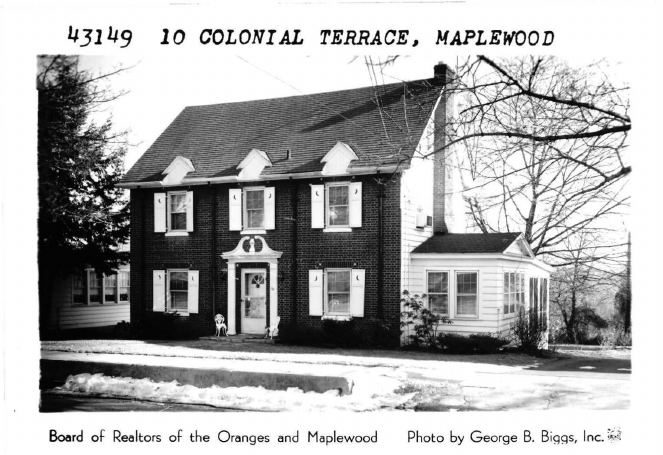 43149 10 COLONIAL TERRACE, MAPLEWOOD
Board of Realtors of the Oranges and Maplewood Photo by George B. Biggs, Inc.